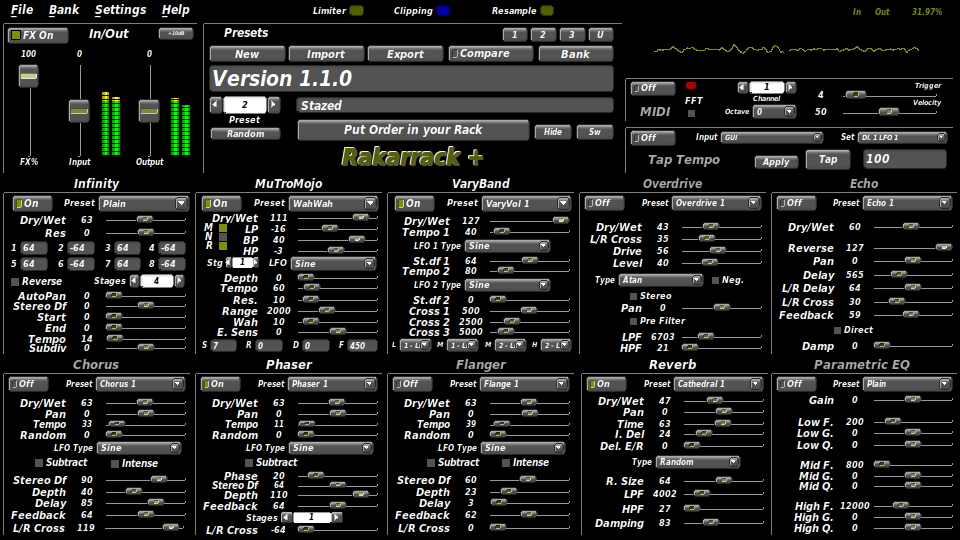 File Bank Settings Help
Limiter Clipping Resample
In Out 31.97%
FX On In/Out +10dB
100 0 0
FX% Input Output
Presets 1 2 3 U
New Import Export Compare Bank
Version 1.1.0
2 Stazed
Preset
Random Put Order in your Rack Hide Sw
Rakarrack +
Off FFT 1 4 Trigger
Channel
MIDI Octave 0 50 Velocity
Off Input GUI Set Di. 1 LFO 1
Tap Tempo Apply Tap 100
Infinity
On Preset Plain
Dry/Wet 63
Res 0
1 64 2 -64 3 64 4 -64
5 64 6 -64 7 64 8 -64
Reverse Stages 4
AutoPan 0
Stereo Df 0
Start 0
End 0
Tempo 14
Subdiv 0
MuTroMojo
On Preset WahWah
Dry/Wet 111
M LP -16
N BP 40
R HP -3
Stg 1 LFO Sine
Depth 0
Tempo 60
Res. 10
Range 2000
Wah 10
E. Sens 0
S 7 R 0 D 0 F 450
VaryBand
On Preset VaryVol 1
Dry/Wet 127
Tempo 1 40
LFO 1 Type Sine
St.df 1 64
Tempo 2 80
LFO 2 Type Sine
St.df 2 0
Cross 1 500
Cross 2 2500
Cross 3 5000
L 1 - L M 1 - L M 2 - L H 2 - L
Overdrive
Off Preset Overdrive 1
Dry/Wet 43
L/R Cross 35
Drive 56
Level 40
Type Atan Neg.
Stereo
Pan 0
Pre Filter
LPF 6703
HPF 21
Echo
Off Preset Echo 1
Dry/Wet 60
Reverse 127
Pan 0
Delay 565
L/R Delay 64
L/R Cross 30
Feedback 59
Direct
Damp 0
Chorus
Off Preset Chorus 1
Dry/Wet 63
Pan 0
Tempo 33
Random 0
LFO Type Sine
Subtract Intense
Stereo Df 90
Depth 40
Delay 85
Feedback 64
L/R Cross 119
Phaser
On Preset Phaser 1
Dry/Wet 63
Pan 0
Tempo 11
Random 0
LFO Type Sine
Subtract
Phase 20
Stereo Df 64
Depth 110
Feedback 64
Stages 1
L/R Cross -64
Flanger
Off Preset Flange 1
Dry/Wet 63
Pan 0
Tempo 39
Random 0
LFO Type Sine
Subtract Intense
Stereo Df 60
Depth 23
Delay 3
Feedback 62
L/R Cross 0
Reverb
On Preset Cathedral 1
Dry/Wet 47
Pan 0
Time 63
I. Del 24
Del. E/R 0
Type Random
R. Size 64
LPF 4002
HPF 27
Damping 83
Parametric EQ
Off Preset Plain
Gain 0
Low F. 200
Low G. 0
Low Q. 0
Mid F. 800
Mid G. 0
Mid Q. 0
High F. 12000
High G. 0
High Q. 0